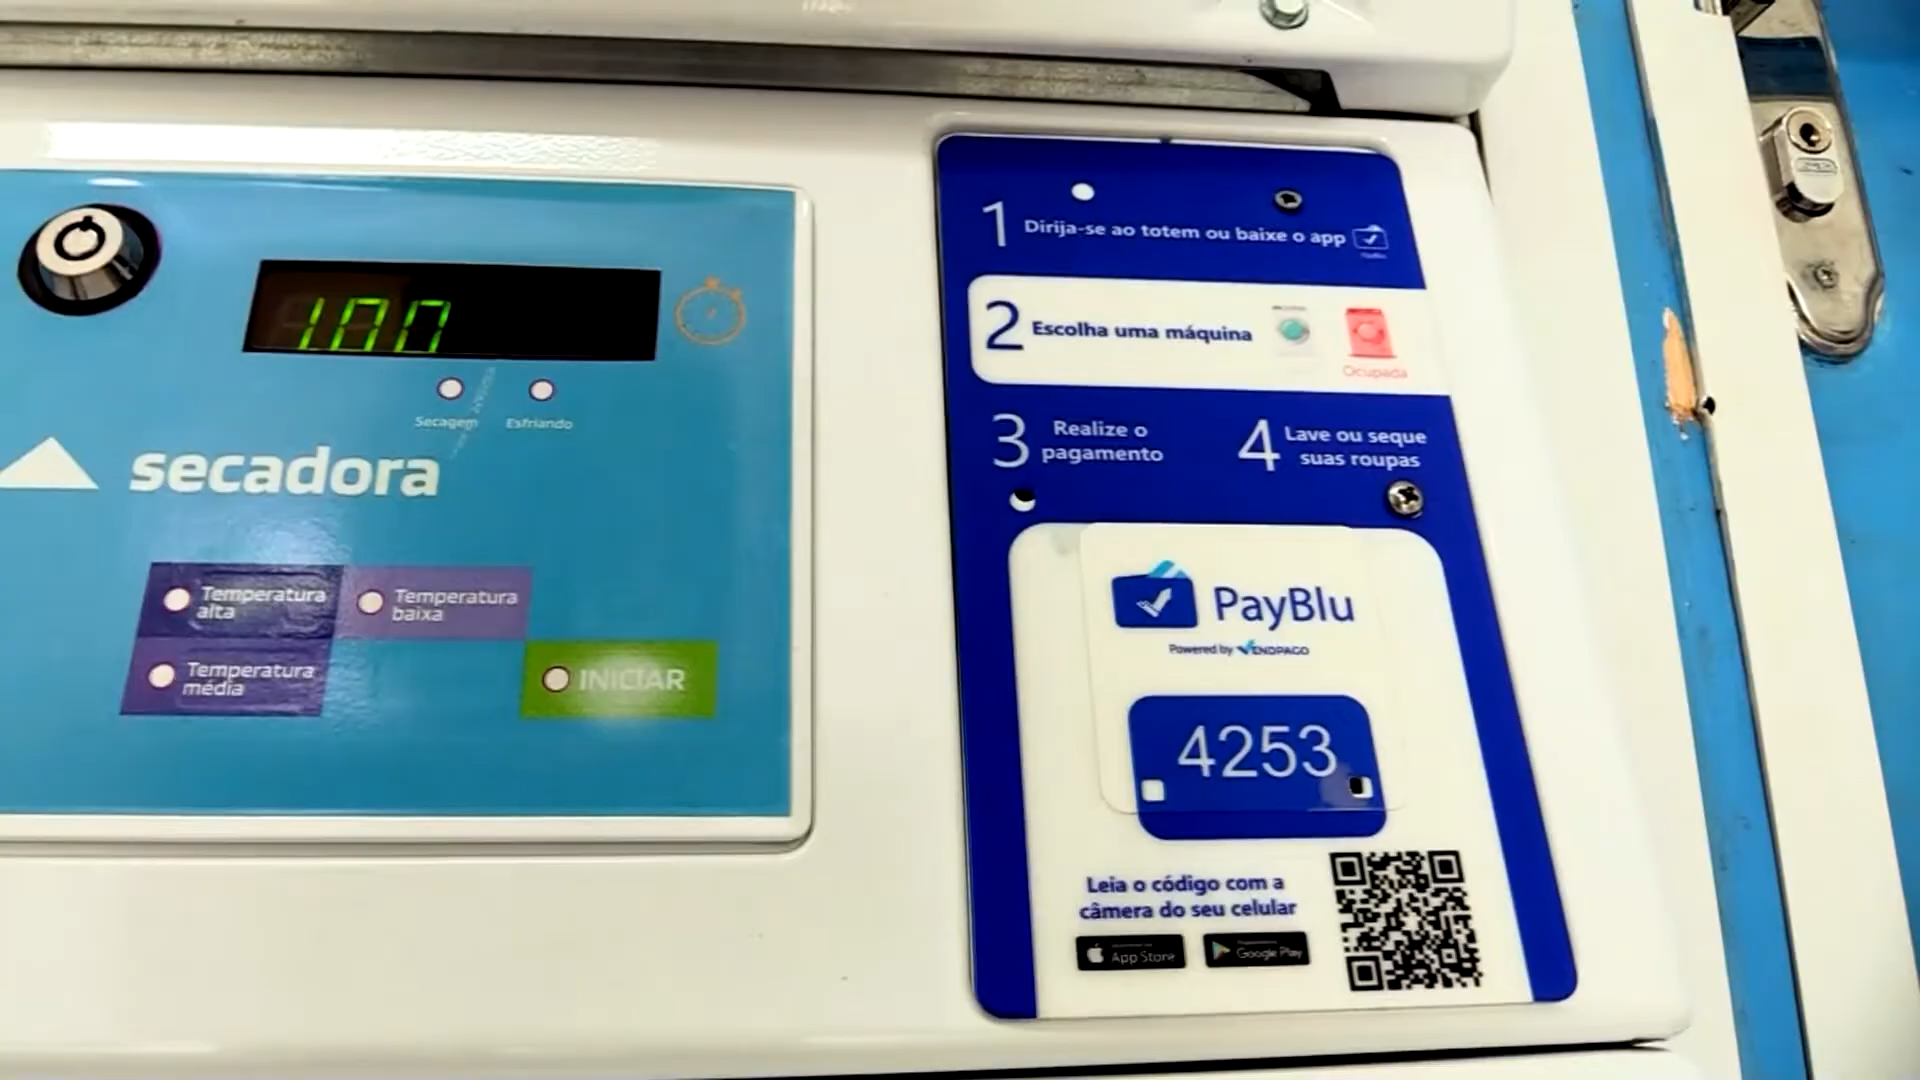 1.00
Secagem
Esfriando
secadora
Temperatura
alta
Temperatura
baixa
Temperatura
média
INICIAR
1 Dirija-se ao totem ou baixe o app
2 Escolha uma máquina
Ocupada
3 Realize o
pagamento
4 Lave ou seque
suas roupas
PayBlu
Powered by VENDPAGO
4253
Leia o código com a
câmera do seu celular
App Store
Google Play